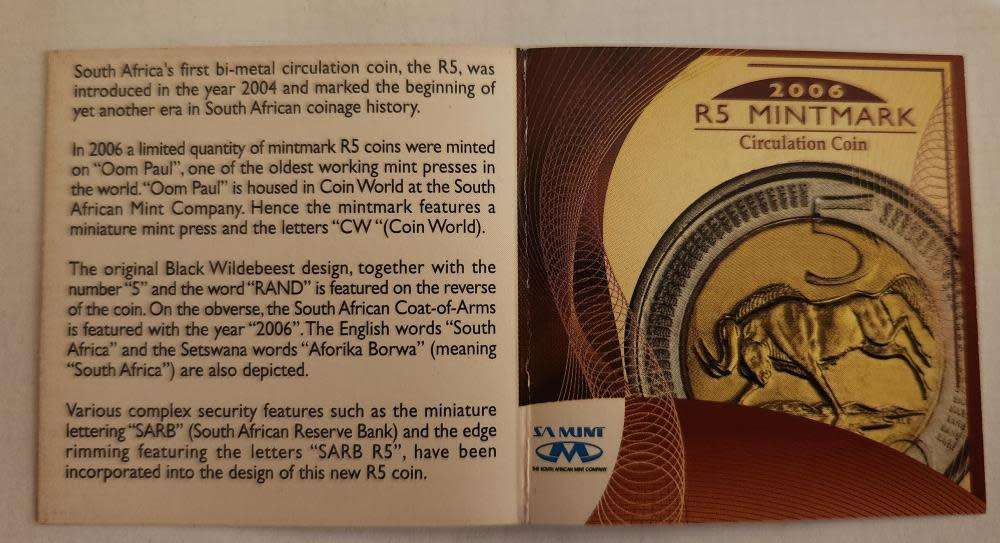 South Africa's first bi-metal circulation coin, the R5, was
introduced in the year 2004 and marked the beginning of
yet another era in South African coinage history.
In 2006 a limited quantity of mintmark R5 coins were minted
on "Oom Paul", one of the oldest working mint presses in
the world. "Oom Paul" is housed in Coin World at the South
African Mint Company. Hence the mintmark features a
miniature mint press and the letters "CW "(Coin World).
The original Black Wildebeest design, together with the
number "5" and the word "RAND" is featured on the reverse
of the coin. On the obverse, the South African Coat-of-Arms
is featured with the year "2006". The English words "South
Africa" and the Setswana words "Aforika Borwa" (meaning
"South Africa") are also depicted.
Various complex security features such as the miniature
lettering "SARB" (South African Reserve Bank) and the edge
rimming featuring the letters "SARB R5", have been
incorporated into the design of this new R5 coin.
2006
R5 MINTMARK
Circulation Coin
5
SA MINT
THE SOUTH AFRICAN MINT COMPANY